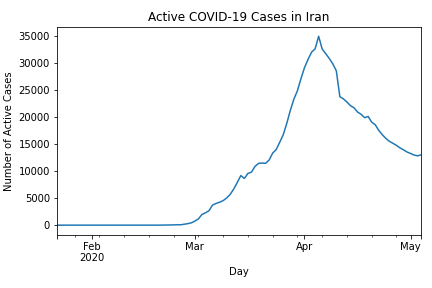 Active COVID-19 Cases in Iran
35000
30000
25000
20000
15000
10000
5000
0
Number of Active Cases
Feb
2020
Mar
Apr
May
Day